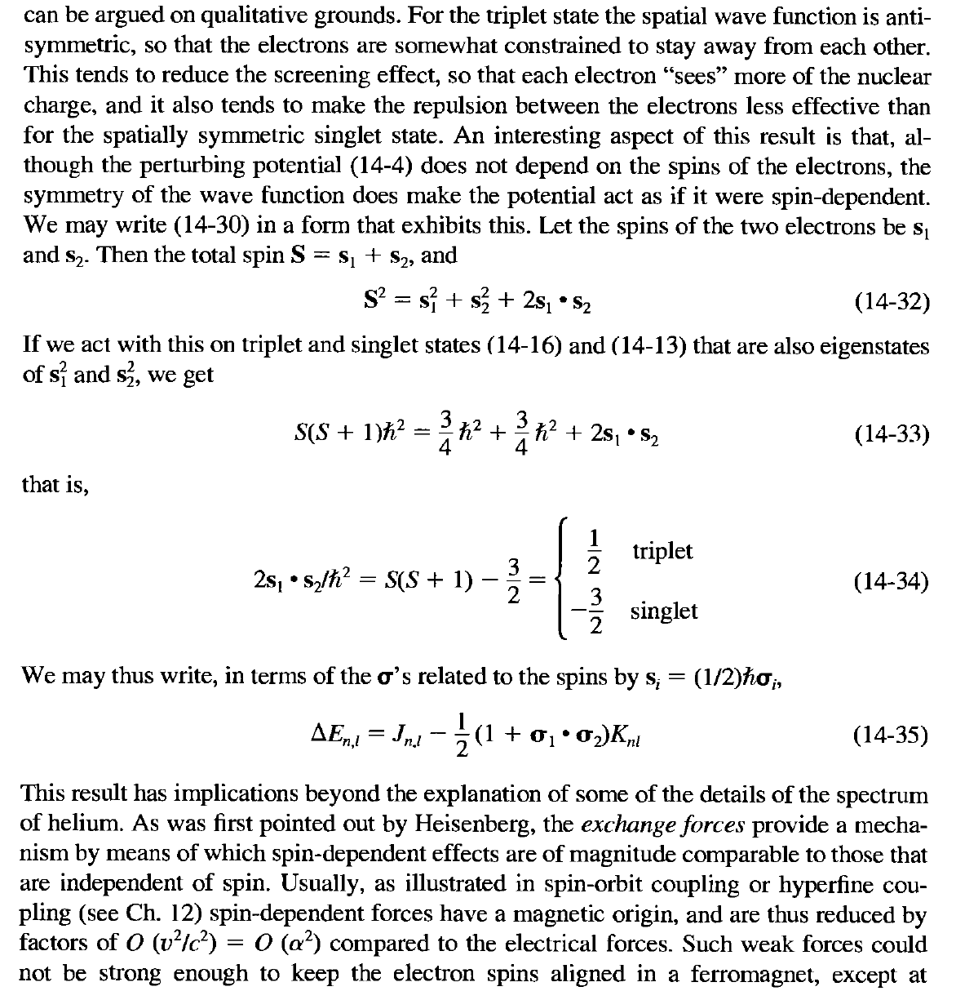 can be argued on qualitative grounds. For the triplet state the spatial wave function is anti-
symmetric, so that the electrons are somewhat constrained to stay away from each other.
This tends to reduce the screening effect, so that each electron “sees” more of the nuclear
charge, and it also tends to make the repulsion between the electrons less effective than
for the spatially symmetric singlet state. An interesting aspect of this result is that, al-
though the perturbing potential (14-4) does not depend on the spins of the electrons, the
symmetry of the wave function does make the potential act as if it were spin-dependent.
We may write (14-30) in a form that exhibits this. Let the spins of the two electrons be s₁
and s₂. Then the total spin S = s₁ + s₂, and
S² = s₁² + s₂² + 2s₁ • s₂ (14-32)
If we act with this on triplet and singlet states (14-16) and (14-13) that are also eigenstates
of s₁² and s₂², we get
S(S + 1)ℏ² = 3/4 ℏ² + 3/4 ℏ² + 2s₁ • s₂ (14-33)
that is,
2s₁ • s₂/ℏ² = S(S + 1) − 3/2 = { 1/2 triplet
−3/2 singlet (14-34)
We may thus write, in terms of the σ’s related to the spins by sᵢ = (1/2)ℏσᵢ,
ΔEₙ,ₗ = Jₙ,ₗ − 1/2 (1 + σ₁ • σ₂)Kₙₗ (14-35)
This result has implications beyond the explanation of some of the details of the spectrum
of helium. As was first pointed out by Heisenberg, the exchange forces provide a mecha-
nism by means of which spin-dependent effects are of magnitude comparable to those that
are independent of spin. Usually, as illustrated in spin-orbit coupling or hyperfine cou-
pling (see Ch. 12) spin-dependent forces have a magnetic origin, and are thus reduced by
factors of O (v²/c²) = O (α²) compared to the electrical forces. Such weak forces could
not be strong enough to keep the electron spins aligned in a ferromagnet, except at